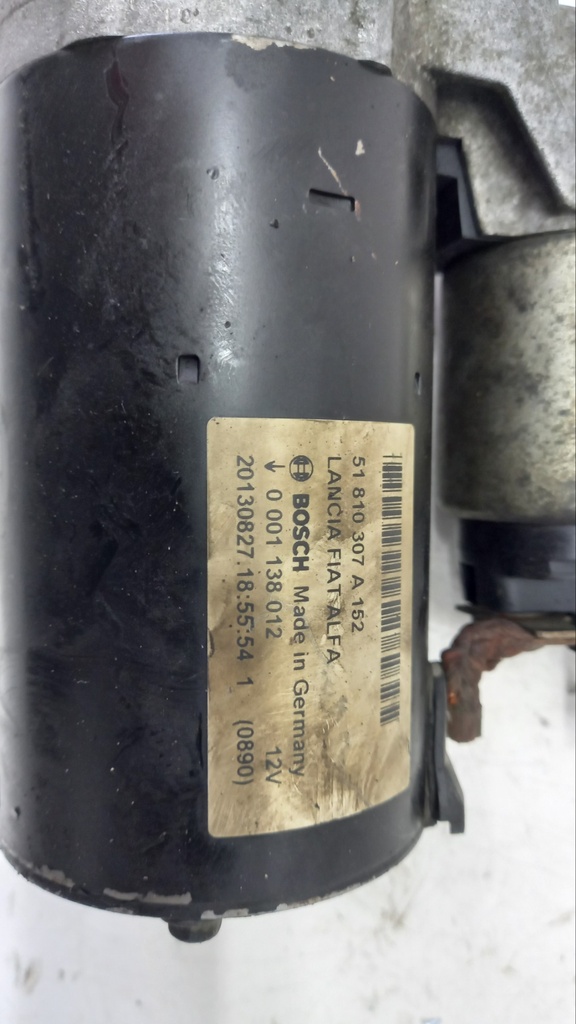 51 810 307 A 152
LANCIA FIAT ALFA
BOSCH Made in Germany
↓ 0 001 138 012 12V
20130827.18:55:54 1 (0890)